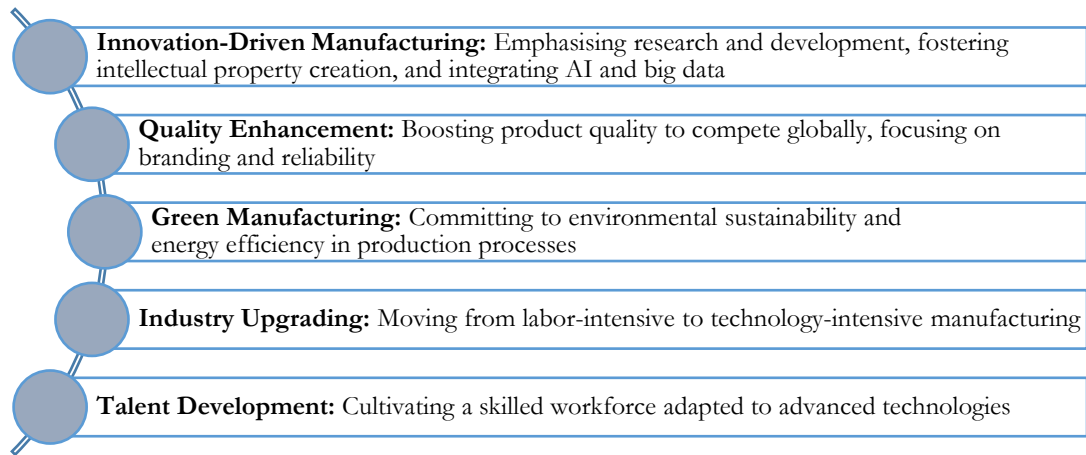 Innovation-Driven Manufacturing: Emphasising research and development, fostering
intellectual property creation, and integrating AI and big data
Quality Enhancement: Boosting product quality to compete globally, focusing on
branding and reliability
Green Manufacturing: Committing to environmental sustainability and
energy efficiency in production processes
Industry Upgrading: Moving from labor-intensive to technology-intensive manufacturing
Talent Development: Cultivating a skilled workforce adapted to advanced technologies